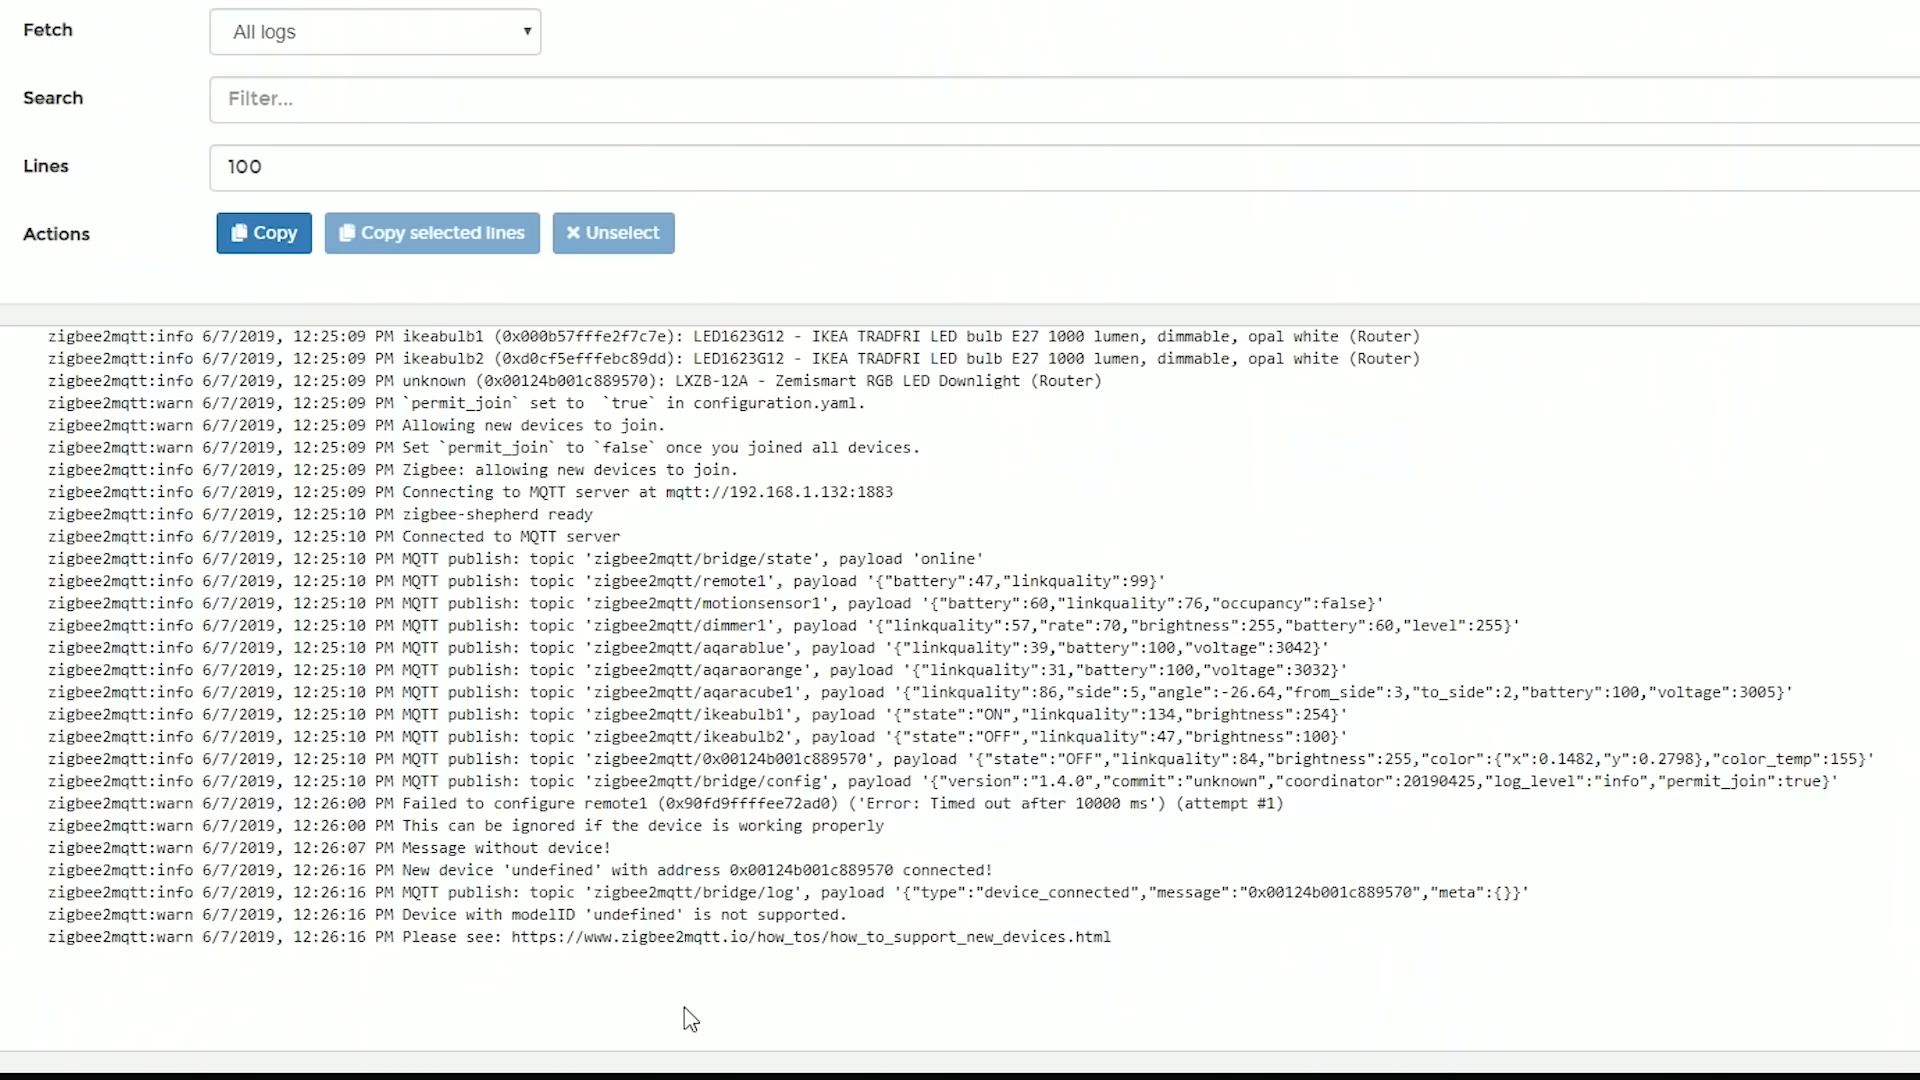 Fetch
All logs
Search
Filter...
Lines
100
Actions
Copy
Copy selected lines
Unselect
zigbee2mqtt:info 6/7/2019, 12:25:09 PM ikeabulb1 (0x000b57fffe2f7c7e): LED1623G12 - IKEA TRADFRI LED bulb E27 1000 lumen, dimmable, opal white (Router)
zigbee2mqtt:info 6/7/2019, 12:25:09 PM ikeabulb2 (0xd0cf5efffebc89dd): LED1623G12 - IKEA TRADFRI LED bulb E27 1000 lumen, dimmable, opal white (Router)
zigbee2mqtt:info 6/7/2019, 12:25:09 PM unknown (0x00124b001c889570): LXZB-12A - Zemismart RGB LED Downlight (Router)
zigbee2mqtt:warn 6/7/2019, 12:25:09 PM `permit_join` set to  `true` in configuration.yaml.
zigbee2mqtt:warn 6/7/2019, 12:25:09 PM Allowing new devices to join.
zigbee2mqtt:warn 6/7/2019, 12:25:09 PM Set `permit_join` to `false` once you joined all devices.
zigbee2mqtt:info 6/7/2019, 12:25:09 PM Zigbee: allowing new devices to join.
zigbee2mqtt:info 6/7/2019, 12:25:09 PM Connecting to MQTT server at mqtt://192.168.1.132:1883
zigbee2mqtt:info 6/7/2019, 12:25:10 PM zigbee-shepherd ready
zigbee2mqtt:info 6/7/2019, 12:25:10 PM Connected to MQTT server
zigbee2mqtt:info 6/7/2019, 12:25:10 PM MQTT publish: topic 'zigbee2mqtt/bridge/state', payload 'online'
zigbee2mqtt:info 6/7/2019, 12:25:10 PM MQTT publish: topic 'zigbee2mqtt/remote1', payload '{"battery":47,"linkquality":99}'
zigbee2mqtt:info 6/7/2019, 12:25:10 PM MQTT publish: topic 'zigbee2mqtt/motionsensor1', payload '{"battery":60,"linkquality":76,"occupancy":false}'
zigbee2mqtt:info 6/7/2019, 12:25:10 PM MQTT publish: topic 'zigbee2mqtt/dimmer1', payload '{"linkquality":57,"rate":70,"brightness":255,"battery":60,"level":255}'
zigbee2mqtt:info 6/7/2019, 12:25:10 PM MQTT publish: topic 'zigbee2mqtt/aqarablue', payload '{"linkquality":39,"battery":100,"voltage":3042}'
zigbee2mqtt:info 6/7/2019, 12:25:10 PM MQTT publish: topic 'zigbee2mqtt/aqaraorange', payload '{"linkquality":31,"battery":100,"voltage":3032}'
zigbee2mqtt:info 6/7/2019, 12:25:10 PM MQTT publish: topic 'zigbee2mqtt/aqaracube1', payload '{"linkquality":86,"side":5,"angle":-26.64,"from_side":3,"to_side":2,"battery":100,"voltage":3005}'
zigbee2mqtt:info 6/7/2019, 12:25:10 PM MQTT publish: topic 'zigbee2mqtt/ikeabulb1', payload '{"state":"ON","linkquality":134,"brightness":254}'
zigbee2mqtt:info 6/7/2019, 12:25:10 PM MQTT publish: topic 'zigbee2mqtt/ikeabulb2', payload '{"state":"OFF","linkquality":47,"brightness":100}'
zigbee2mqtt:info 6/7/2019, 12:25:10 PM MQTT publish: topic 'zigbee2mqtt/0x00124b001c889570', payload '{"state":"OFF","linkquality":84,"brightness":255,"color":{"x":0.1482,"y":0.2798},"color_temp":155}'
zigbee2mqtt:info 6/7/2019, 12:25:10 PM MQTT publish: topic 'zigbee2mqtt/bridge/config', payload '{"version":"1.4.0","commit":"unknown","coordinator":20190425,"log_level":"info","permit_join":true}'
zigbee2mqtt:warn 6/7/2019, 12:26:00 PM Failed to configure remote1 (0x90fd9ffffee72ad0) ('Error: Timed out after 10000 ms') (attempt #1)
zigbee2mqtt:warn 6/7/2019, 12:26:00 PM This can be ignored if the device is working properly
zigbee2mqtt:warn 6/7/2019, 12:26:07 PM Message without device!
zigbee2mqtt:info 6/7/2019, 12:26:16 PM New device 'undefined' with address 0x00124b001c889570 connected!
zigbee2mqtt:info 6/7/2019, 12:26:16 PM MQTT publish: topic 'zigbee2mqtt/bridge/log', payload '{"type":"device_connected","message":"0x00124b001c889570","meta":{}}'
zigbee2mqtt:warn 6/7/2019, 12:26:16 PM Device with modelID 'undefined' is not supported.
zigbee2mqtt:warn 6/7/2019, 12:26:16 PM Please see: https://www.zigbee2mqtt.io/how_tos/how_to_support_new_devices.html